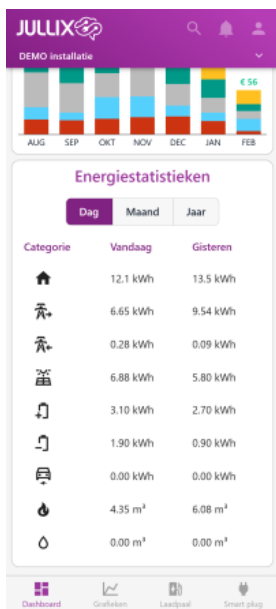 JULLIX
DEMO installatie
€ 56
AUG SEP OKT NOV DEC JAN FEB
Energiestatistieken
Dag Maand Jaar
Categorie Vandaag Gisteren
12.1 kWh 13.5 kWh
6.65 kWh 9.54 kWh
0.28 kWh 0.09 kWh
6.88 kWh 5.80 kWh
3.10 kWh 2.70 kWh
1.90 kWh 0.90 kWh
0.00 kWh 0.00 kWh
4.35 m³ 6.08 m³
0.00 m³ 0.00 m³
Dashboard Grafieken Laadpaal Smart plug